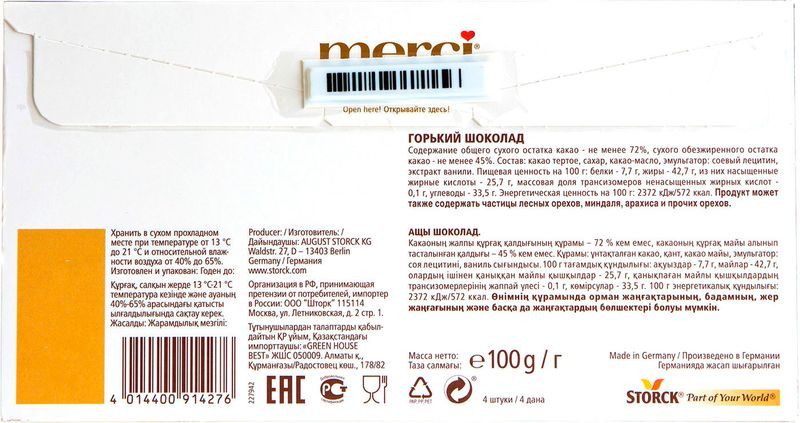 merci
Open here! Открывайте здесь!
ГОРЬКИЙ ШОКОЛАД
Содержание общего сухого остатка какао - не менее 72%, сухого обезжиренного остатка
какао - не менее 45%. Состав: какао тертое, сахар, какао-масло, эмульгатор: соевый лецитин,
экстракт ванили. Пищевая ценность на 100 г: белки - 7,7 г, жиры - 42,7 г, из них насыщенные
жирные кислоты - 25,7 г, массовая доля трансизомеров ненасыщенных жирных кислот -
0,1 г, углеводы - 33,5 г. Энергетическая ценность на 100 г: 2372 кДж/572 ккал. Продукт может
также содержать частицы лесных орехов, миндаля, арахиса и прочих орехов.
АЩЫ ШОКОЛАД.
Какаоның жалпы құрғақ қалдығының құрамы – 72 % кем емес, какаоның құрғақ майы алынып
тасталынған қалдығы – 45 % кем емес. Құрамы: унтақталған какао, қант, какао майы, эмульгатор:
соя лецитині, ваниль сығындысы. 100 г тағамдық құндылығы: ақуыздар - 7,7 г, майлар - 42,7 г,
олардың ішінен қаныққан майлы қышқылдар - 25,7 г, қанықпаған майлы қышқылдардың
трансизомерлерінің жаппай үлесі - 0,1 г, көмірсулар - 33,5 г. 100 г энергетикалық құндылығы:
2372 кДж/572 ккал. Өнімнің құрамында орман жаңғақтарының, бадамның, жер
жаңғағының және басқа да жаңғақтардың бөлшектері болуы мүмкін.
Хранить в сухом прохладном
месте при температуре от 13 °C
до 21 °C и относительной влаж-
ности воздуха от 40% до 65%.
Изготовлен и упакован: Годен до:
Құрғақ, салқын жерде 13 °C-21 °C
температура кезінде және ауаның
40%-65% арасындағы қатысты
ылғалдылығында сақтау керек.
Жасалды: Жарамдылық мезгілі:
Producer: / Изготовитель: /
Дайындаушы: AUGUST STORCK KG
Waldstr. 27, D – 13403 Berlin
Germany / Германия
www.storck.com
Организация в РФ, принимающая
претензии от потребителей, импортер
в России: ООО "Шторк" 115114
Москва, ул. Летниковская, д. 2 стр. 1.
Тұтынушылардан талаптарды қабыл-
дайтын ҚР ұйым, Қазақстандағы
импорттаушы: «GREEN HOUSE
BEST» ЖШС 050009. Алматы қ.,
Құрманғазы/Радостовец көш., 178/82
4 014400 914276
227942
EAC
PAP, PP, PET
4 штуки / 4 дана
Масса нетто:
Таза салмағы:
e 100 g / г
Made in Germany / Произведено в Германии
Германияда жасап шығарылған
STORCK® Part of Your World®